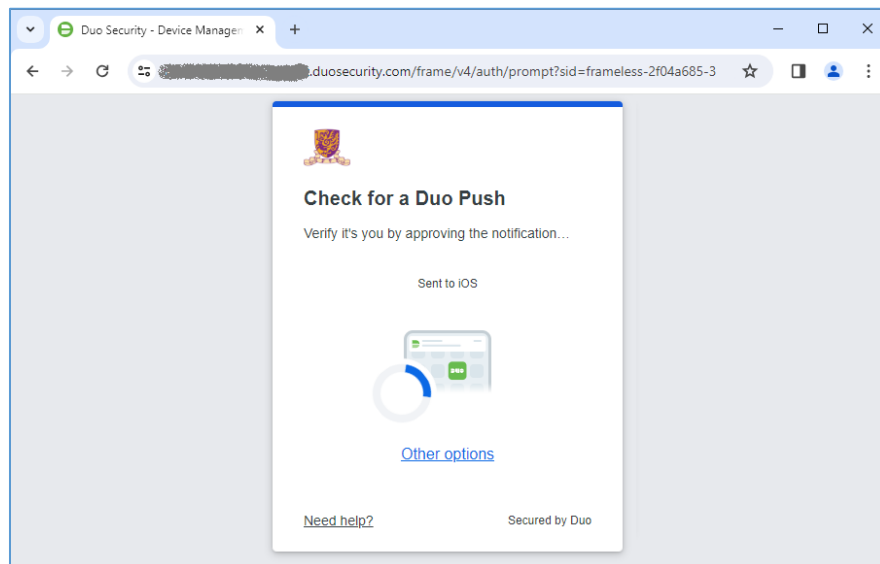 Duo Security - Device Managen
.duosecurity.com/frame/v4/auth/prompt?sid=frameless-2f04a685-3
Check for a Duo Push
Verify it's you by approving the notification...
Sent to iOS
DUO
Other options
Need help?
Secured by Duo